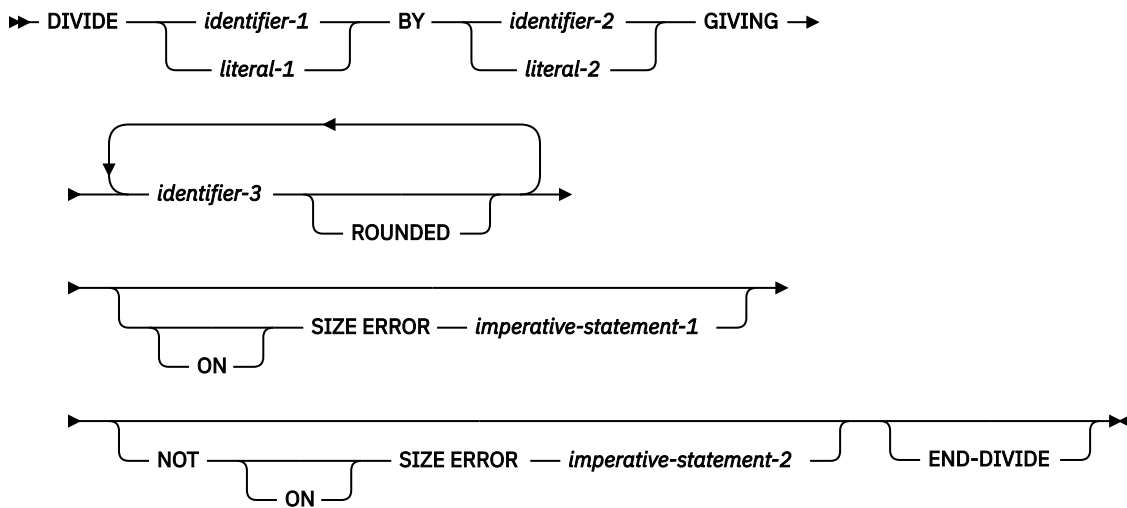 DIVIDE identifier-1 BY identifier-2 GIVING
literal-1 literal-2
identifier-3
ROUNDED
SIZE ERROR imperative-statement-1
ON
NOT SIZE ERROR imperative-statement-2 END-DIVIDE
ON